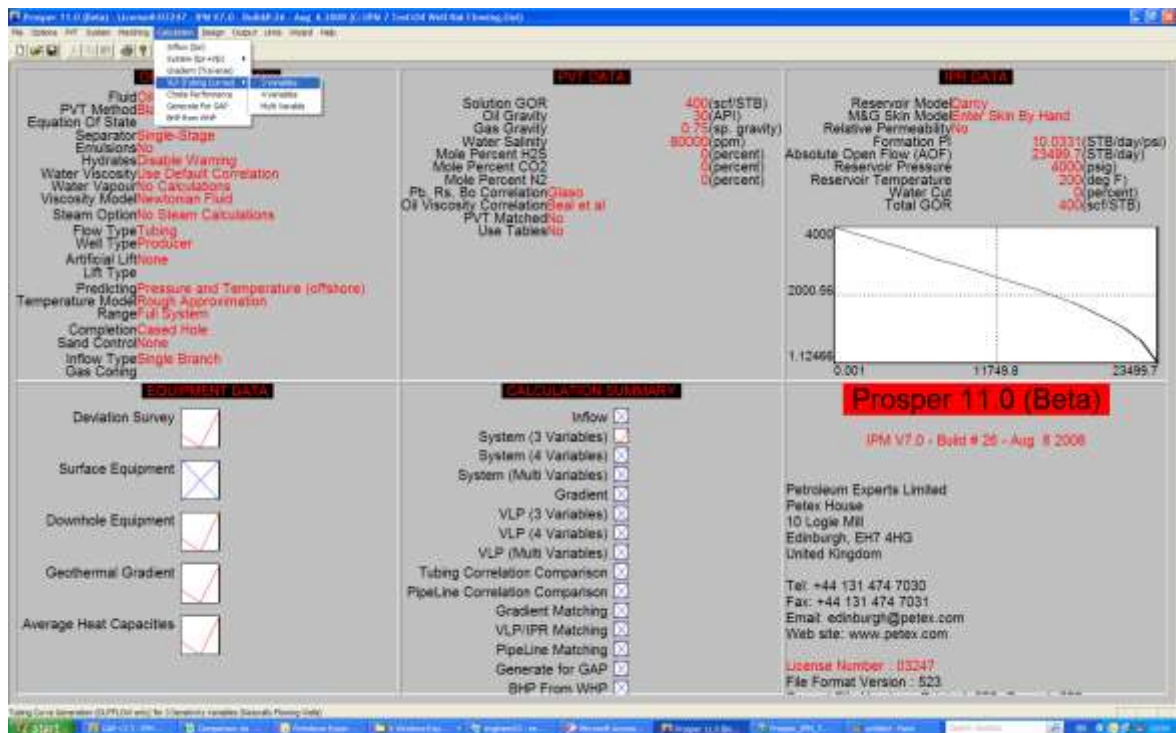 Prosper 11.0 (Beta) - License#:03247 - IPM V7.0 - Build# 26 - Aug 8 2008
File Options PVT System Matching Calculation Design Output Units Wizard Help
Inflow (IPR)
System (IPR+VLP)
Gradient (Traverse)
VLP (Tubing Curves) 3 Variables
Choke Performance 4 Variables
Generate For GAP Multi Variable
BHP from WHP
Fluid Oil
PVT Method
Equation Of State
Separator Single-Stage
Emulsions No
Hydrates Disable Warning
Water Viscosity Use Default Correlation
Water Vapour No Calculations
Viscosity Model Newtonian Fluid
Steam Option No Steam Calculations
Flow Type Tubing
Well Type Producer
Artificial Lift None
Lift Type
Predicting Pressure and Temperature (offshore)
Temperature Model Rough Approximation
Range Full System
Completion Cased Hole
Sand Control None
Inflow Type Single Branch
Gas Coning
PVT DATA
Solution GOR 400 (scf/STB)
Oil Gravity 30 (API)
Gas Gravity 0.75 (sp. gravity)
Water Salinity 80000 (ppm)
Mole Percent H2S 0 (percent)
Mole Percent CO2 0 (percent)
Mole Percent N2 0 (percent)
Pb, Rs, Bo Correlation Glaso
Oil Viscosity Correlation Beal et al
PVT Matched No
Use Tables No
IPR DATA
Reservoir Model Darcy
M&G Skin Model Enter Skin By Hand
Relative Permeability No
Formation PI 10.0331 (STB/day/psi)
Absolute Open Flow (AOF) 23499.7 (STB/day)
Reservoir Pressure 4000 (psig)
Reservoir Temperature 200 (deg F)
Water Cut 0 (percent)
Total GOR 400 (scf/STB)
4000
2000.56
1.12466
0.001 11749.8 23499.7
EQUIPMENT DATA
Deviation Survey
Surface Equipment
Downhole Equipment
Geothermal Gradient
Average Heat Capacities
CALCULATION SUMMARY
Inflow
System (3 Variables)
System (4 Variables)
System (Multi Variables)
Gradient
VLP (3 Variables)
VLP (4 Variables)
VLP (Multi Variables)
Tubing Correlation Comparison
PipeLine Correlation Comparison
Gradient Matching
VLP/IPR Matching
PipeLine Matching
Generate for GAP
BHP From WHP
Prosper 11.0 (Beta)
IPM V7.0 - Build # 26 - Aug 8 2008
Petroleum Experts Limited
Petex House
10 Logie Mill
Edinburgh, EH7 4HG
United Kingdom
Tel: +44 131 474 7030
Fax: +44 131 474 7031
Email: edinburgh@petex.com
Web site: www.petex.com
License Number : 03247
File Format Version : 523
start